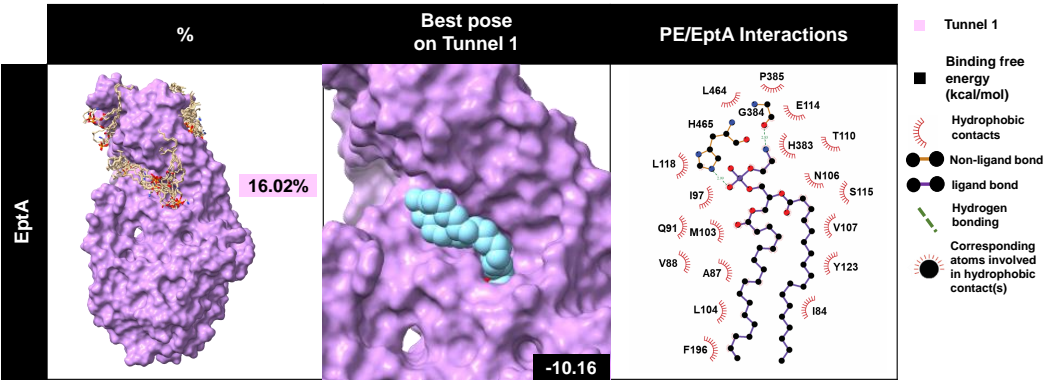 %
Best pose
on Tunnel 1
PE/EptA Interactions
EptA
16.02%
-10.16
P385
L464
G384
E114
H465
H383
T110
L118
N106
S115
I97
Q91
M103
V107
V88
A87
Y123
L104
I84
F196
Tunnel 1
Binding free
energy
(kcal/mol)
Hydrophobic
contacts
Non-ligand bond
ligand bond
Hydrogen
bonding
Corresponding
atoms involved
in hydrophobic
contact(s)